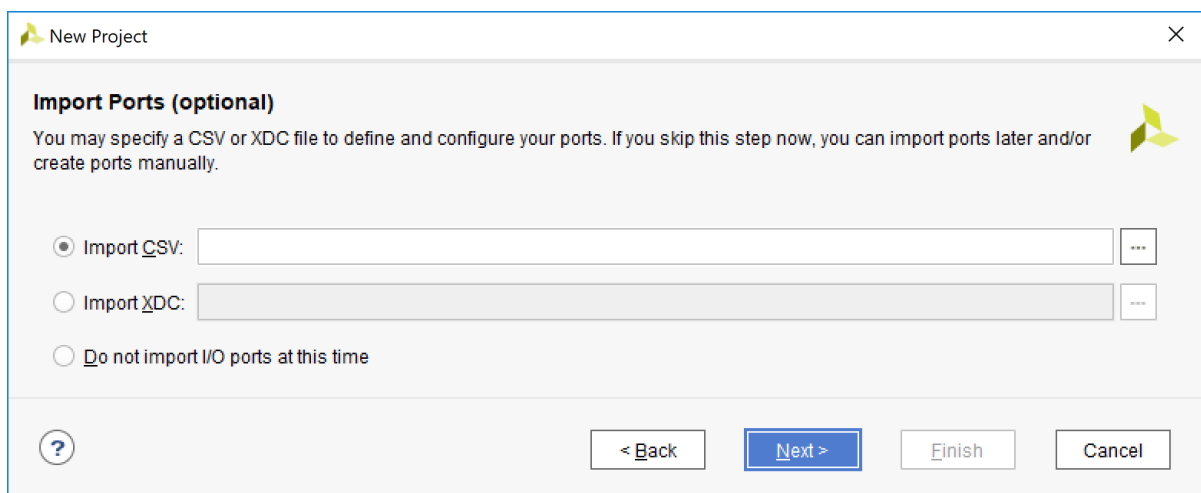 New Project
Import Ports (optional)
You may specify a CSV or XDC file to define and configure your ports. If you skip this step now, you can import ports later and/or
create ports manually.
Import CSV:
...
Import XDC:
...
Do not import I/O ports at this time
?
< Back
Next >
Finish
Cancel